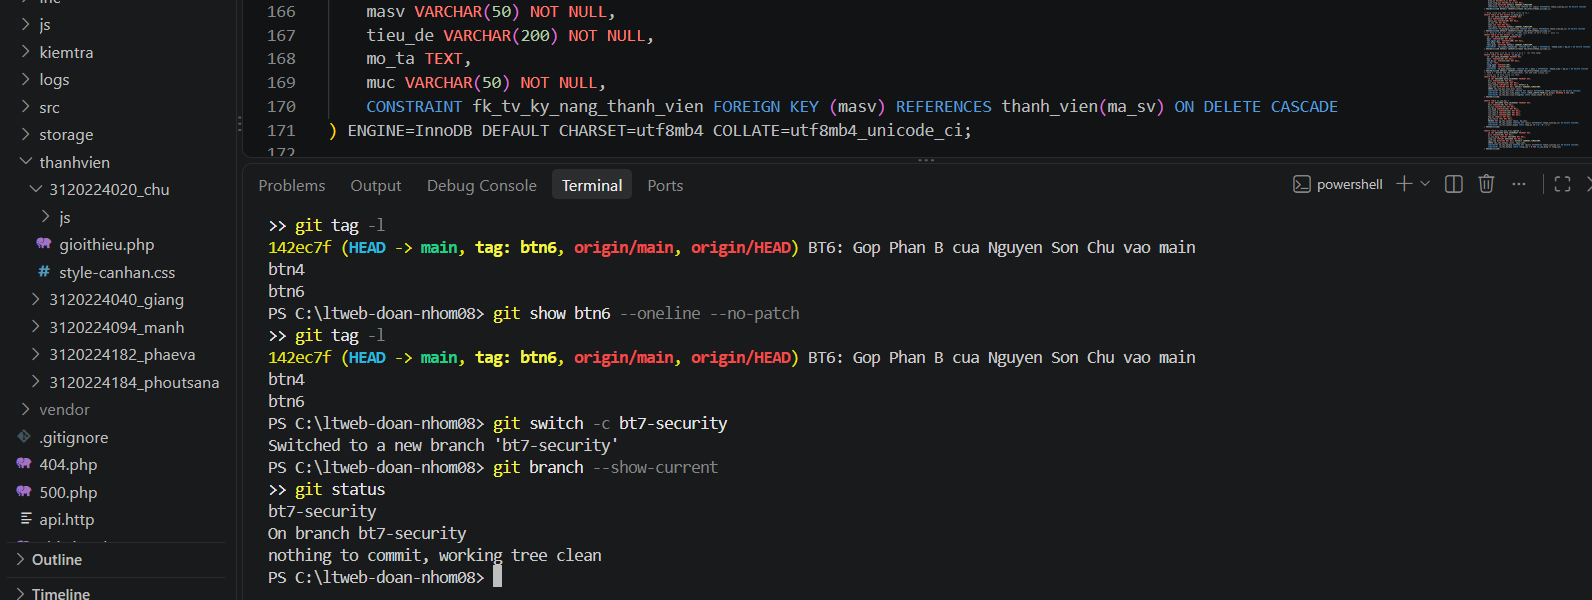 js
kiemtra
logs
src
storage
thanhvien
3120224020_chu
js
gioithieu.php
# style-canhan.css
3120224040_giang
3120224094_manh
3120224182_phaeva
3120224184_phoutsana
vendor
.gitignore
404.php
500.php
api.http
Outline
Timeline
166 masv VARCHAR(50) NOT NULL,
167 tieu_de VARCHAR(200) NOT NULL,
168 mo_ta TEXT,
169 muc VARCHAR(50) NOT NULL,
170 CONSTRAINT fk_tv_ky_nang_thanh_vien FOREIGN KEY (masv) REFERENCES thanh_vien(ma_sv) ON DELETE CASCADE
171 ) ENGINE=InnoDB DEFAULT CHARSET=utf8mb4 COLLATE=utf8mb4_unicode_ci;
172
Problems Output Debug Console Terminal Ports powershell
>> git tag -l
142ec7f (HEAD -> main, tag: btn6, origin/main, origin/HEAD) BT6: Gop Phan B cua Nguyen Son Chu vao main
btn4
btn6
PS C:\ltweb-doan-nhom08> git show btn6 --oneline --no-patch
>> git tag -l
142ec7f (HEAD -> main, tag: btn6, origin/main, origin/HEAD) BT6: Gop Phan B cua Nguyen Son Chu vao main
btn4
btn6
PS C:\ltweb-doan-nhom08> git switch -c bt7-security
Switched to a new branch 'bt7-security'
PS C:\ltweb-doan-nhom08> git branch --show-current
>> git status
bt7-security
On branch bt7-security
nothing to commit, working tree clean
PS C:\ltweb-doan-nhom08>